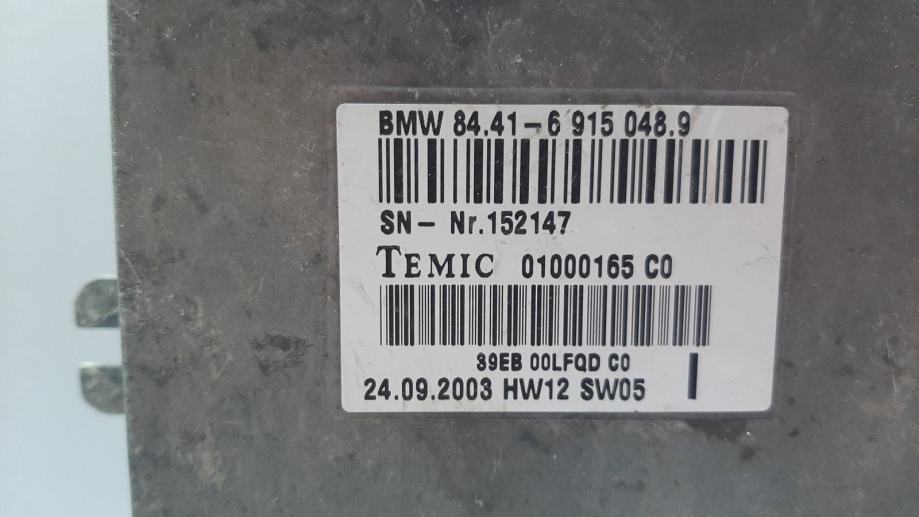 BMW 84.41-6 915 048.9
SN- Nr.152147
TEMIC 01000165 C0
39EB 00LFQD C0
24.09.2003 HW12 SW05